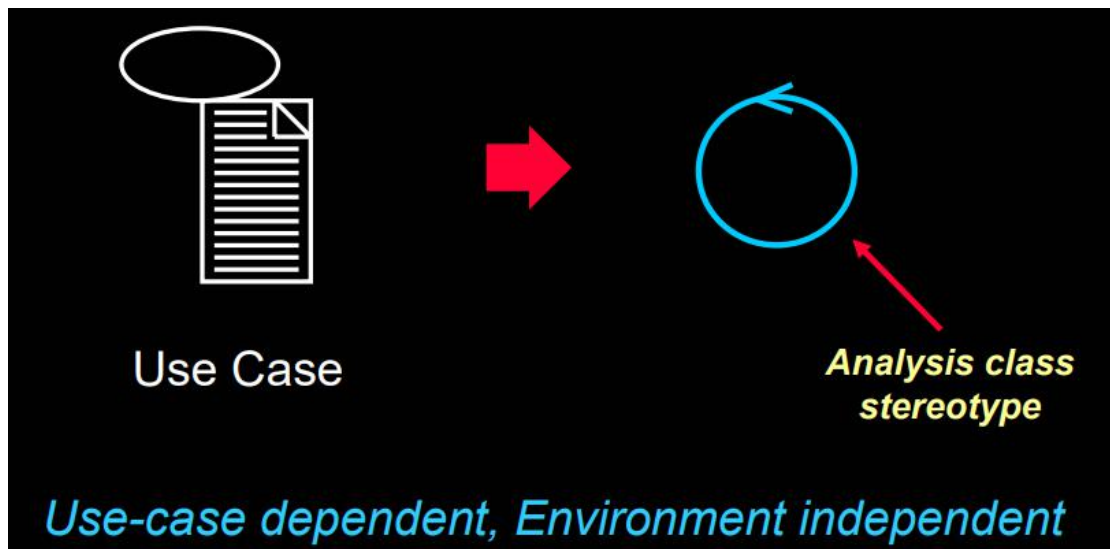 Use Case
Analysis class
stereotype
Use-case dependent, Environment independent